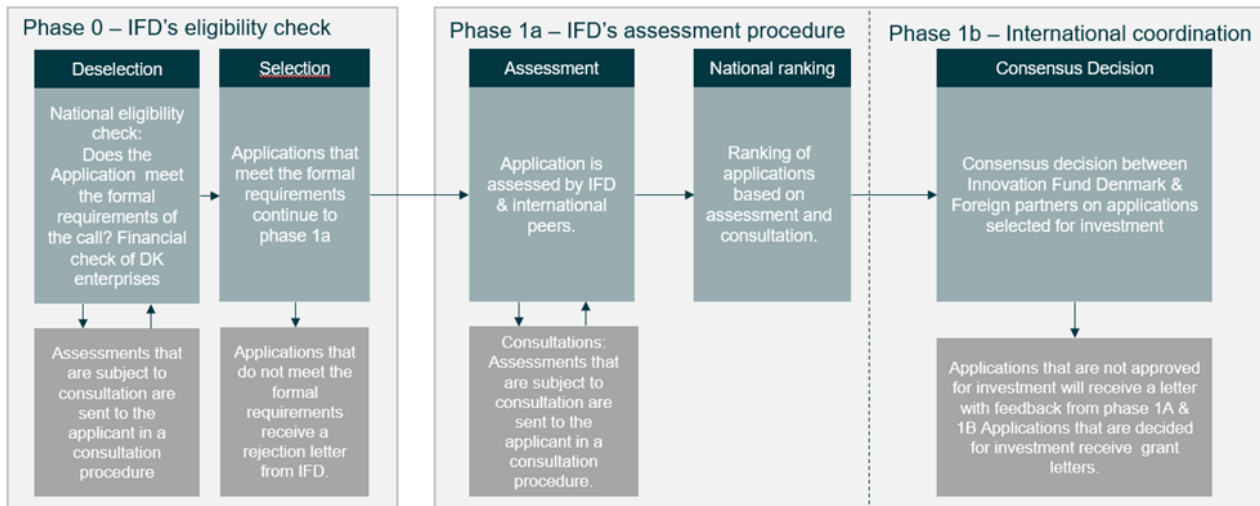 Phase 0 – IFD's eligibility check
Deselection
National eligibility
check:
Does the
Application meet
the formal
requirements of
the call? Financial
check of DK
enterprises
Assessments that
are subject to
consultation are
sent to the
applicant in a
consultation
procedure
Selection
Applications that
meet the formal
requirements
continue to
phase 1a
Applications that
do not meet the
formal
requirements
receive a
rejection letter
from IFD.
Phase 1a – IFD's assessment procedure
Assessment
Application is
assessed by IFD
& international
peers.
Consultations:
Assessments that
are subject to
consultation are
sent to the
applicant in a
consultation
procedure.
National ranking
Ranking of
applications
based on
assessment and
consultation.
Phase 1b – International coordination
Consensus Decision
Consensus decision between
Innovation Fund Denmark &
Foreign partners on applications
selected for investment
Applications that are not approved
for investment will receive a letter
with feedback from phase 1A &
1B Applications that are decided
for investment receive grant
letters.